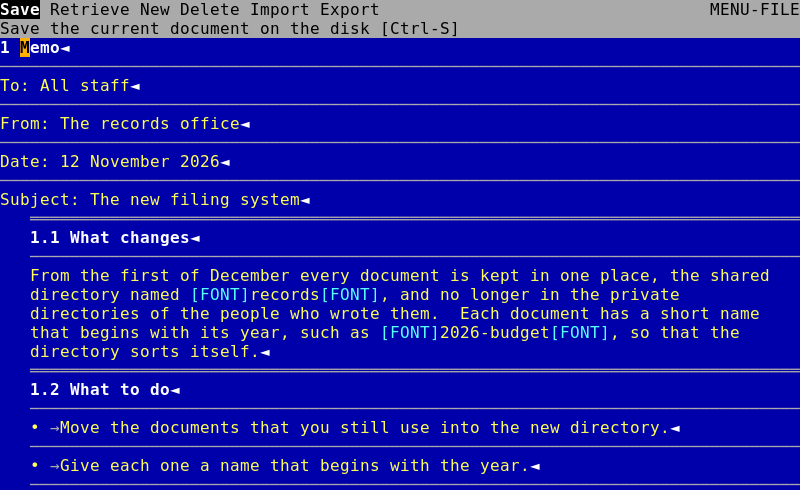 Save Retrieve New Delete Import Export MENU-FILE
Save the current document on the disk [Ctrl-S]
1 Memo◄
To: All staff◄
From: The records office◄
Date: 12 November 2026◄
Subject: The new filing system◄
1.1 What changes◄
From the first of December every document is kept in one place, the shared
directory named [FONT]records[FONT], and no longer in the private
directories of the people who wrote them.  Each document has a short name
that begins with its year, such as [FONT]2026-budget[FONT], so that the
directory sorts itself.◄
1.2 What to do◄
• →Move the documents that you still use into the new directory.◄
• →Give each one a name that begins with the year.◄